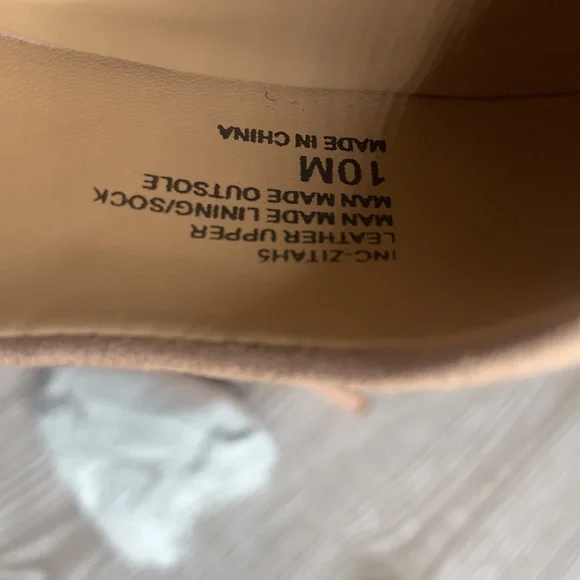 INC-ZITAH5
LEATHER UPPER
MAN MADE LINING/SOCK
MAN MADE OUTSOLE
10M
MADE IN CHINA